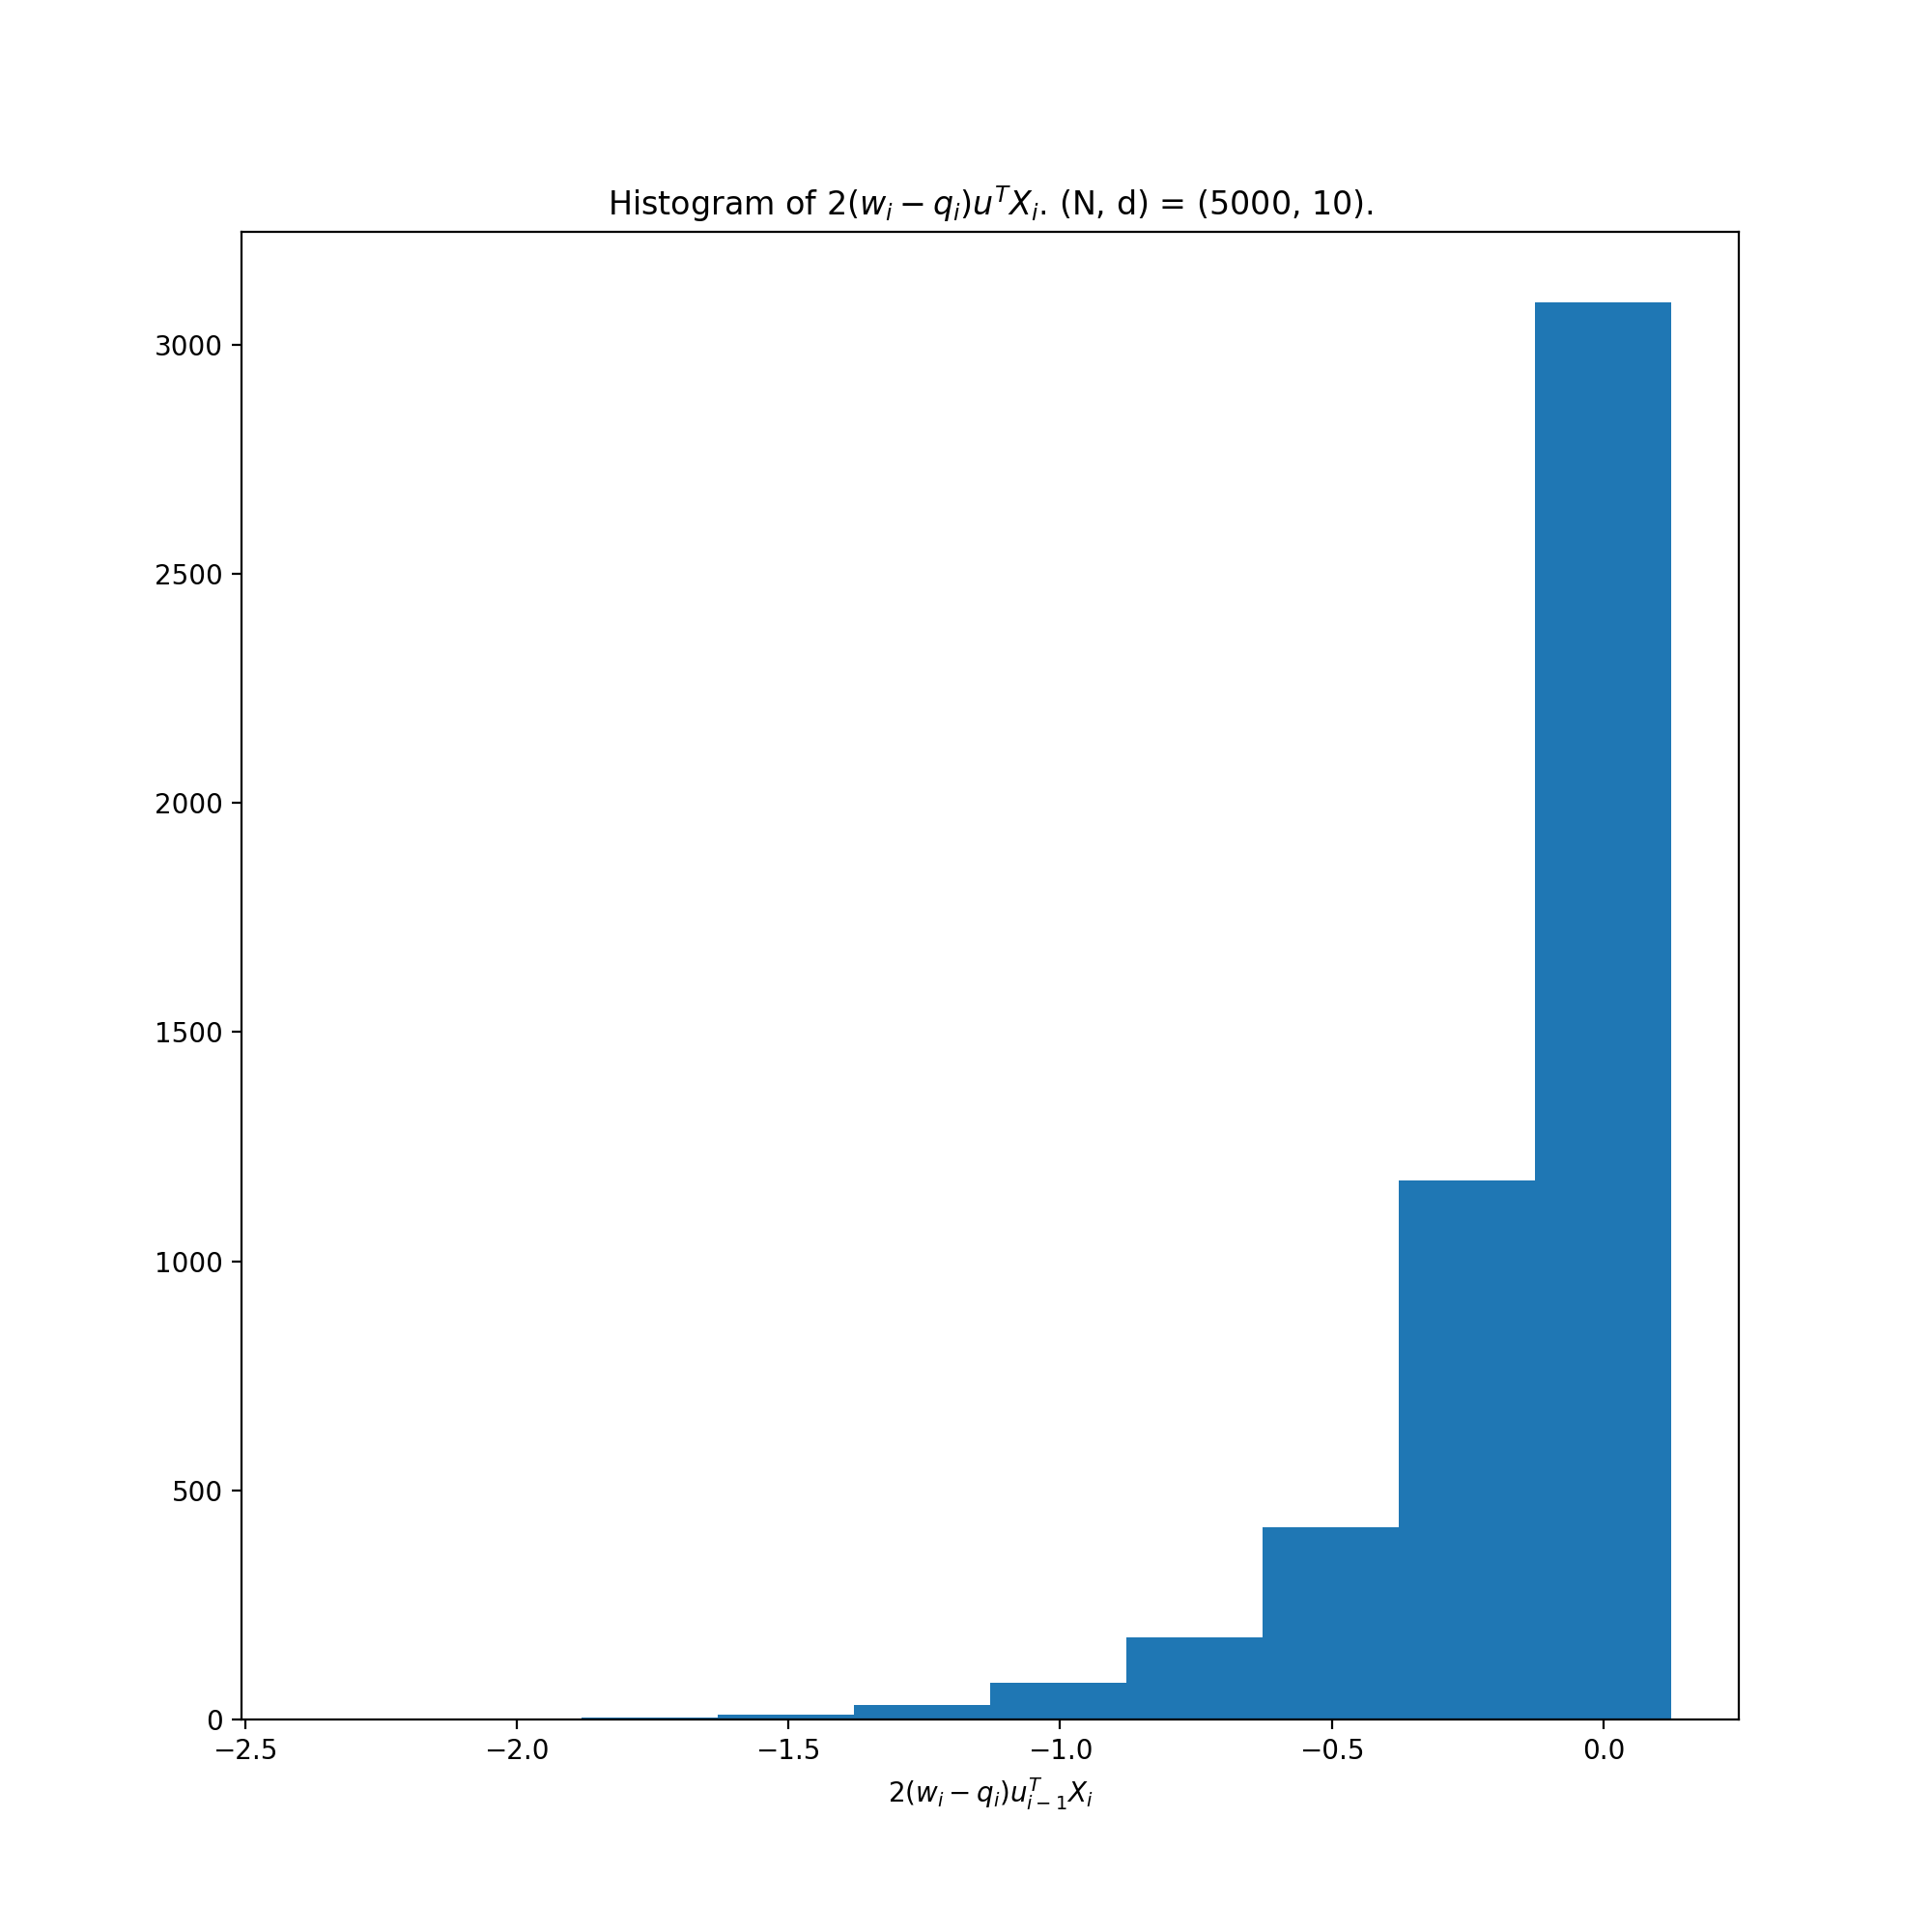 Histogram of $2(w_i - q_i)u^T X_i$. (N, d) = (5000, 10).
3000
2500
2000
1500
1000
500
0
−2.5 −2.0 −1.5 −1.0 −0.5 0.0
$2(w_i - q_i)u_{i-1}^T X_i$